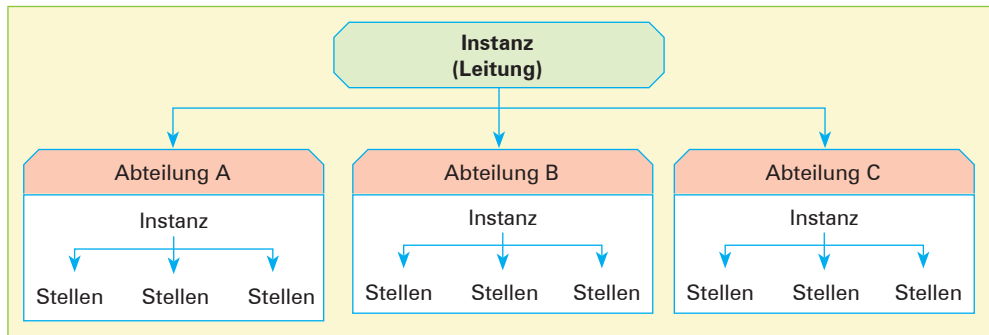 Instanz
(Leitung)
Abteilung A
Abteilung B
Abteilung C
Instanz
Instanz
Instanz
Stellen Stellen Stellen
Stellen Stellen Stellen
Stellen Stellen Stellen